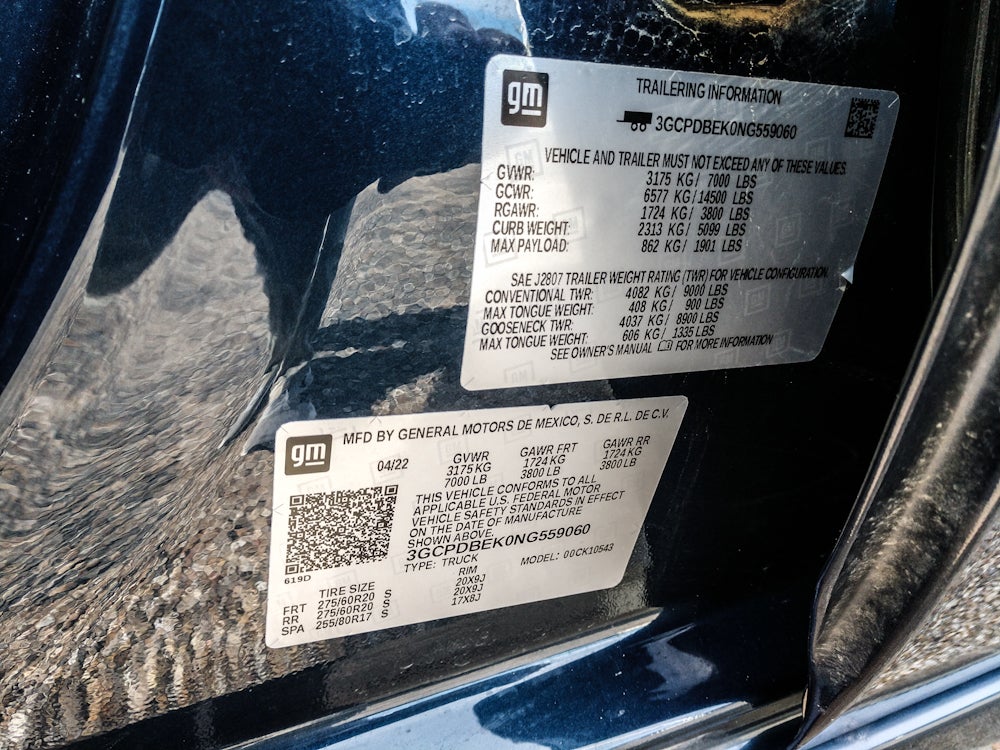 gm
TRAILERING INFORMATION
3GCPDBEK0NG559060
VEHICLE AND TRAILER MUST NOT EXCEED ANY OF THESE VALUES.
GVWR: 3175 KG / 7000 LBS
GCWR: 6577 KG / 14500 LBS
RGAWR: 1724 KG / 3800 LBS
CURB WEIGHT: 2313 KG / 5099 LBS
MAX PAYLOAD: 862 KG / 1901 LBS
SAE J2807 TRAILER WEIGHT RATING (TWR) FOR VEHICLE CONFIGURATION.
CONVENTIONAL TWR: 4082 KG / 9000 LBS
MAX TONGUE WEIGHT: 408 KG / 900 LBS
GOOSENECK TWR: 4037 KG / 8900 LBS
MAX TONGUE WEIGHT: 606 KG / 1335 LBS
SEE OWNER'S MANUAL FOR MORE INFORMATION
gm
MFD BY GENERAL MOTORS DE MEXICO, S. DE R.L. DE C.V.
04/22 GVWR GAWR FRT GAWR RR
3175 KG 1724 KG 1724 KG
7000 LB 3800 LB 3800 LB
THIS VEHICLE CONFORMS TO ALL
APPLICABLE U.S. FEDERAL MOTOR
VEHICLE SAFETY STANDARDS IN EFFECT
ON THE DATE OF MANUFACTURE
SHOWN ABOVE.
3GCPDBEK0NG559060
TYPE: TRUCK MODEL: 00CK10543
619D
TIRE SIZE RIM
FRT 275/60R20 S 20X9J
RR 275/60R20 S 20X9J
SPA 255/80R17 S 17X8J